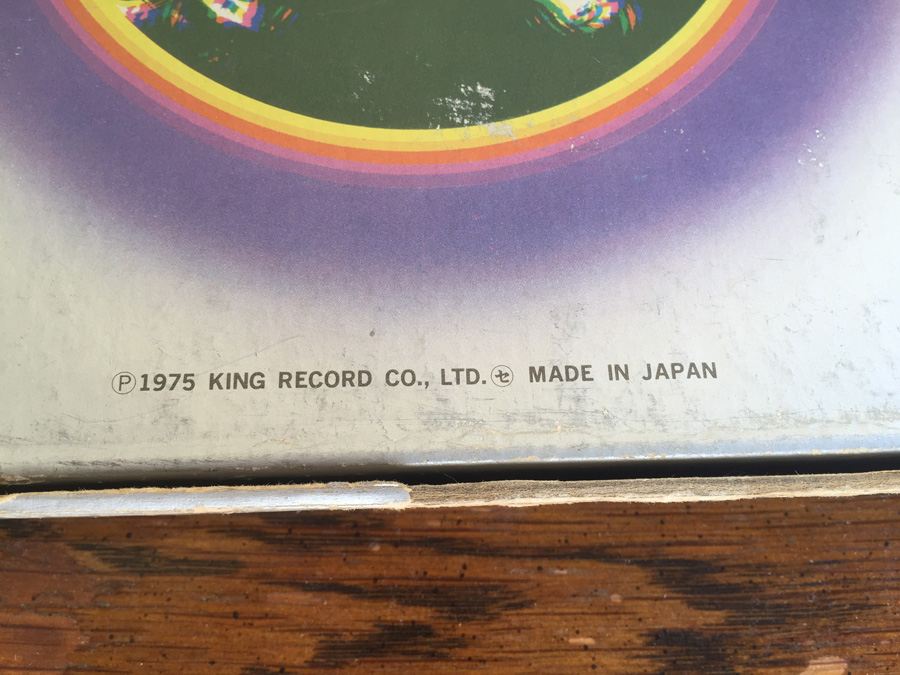 Ⓟ1975 KING RECORD CO., LTD.㋝ MADE IN JAPAN